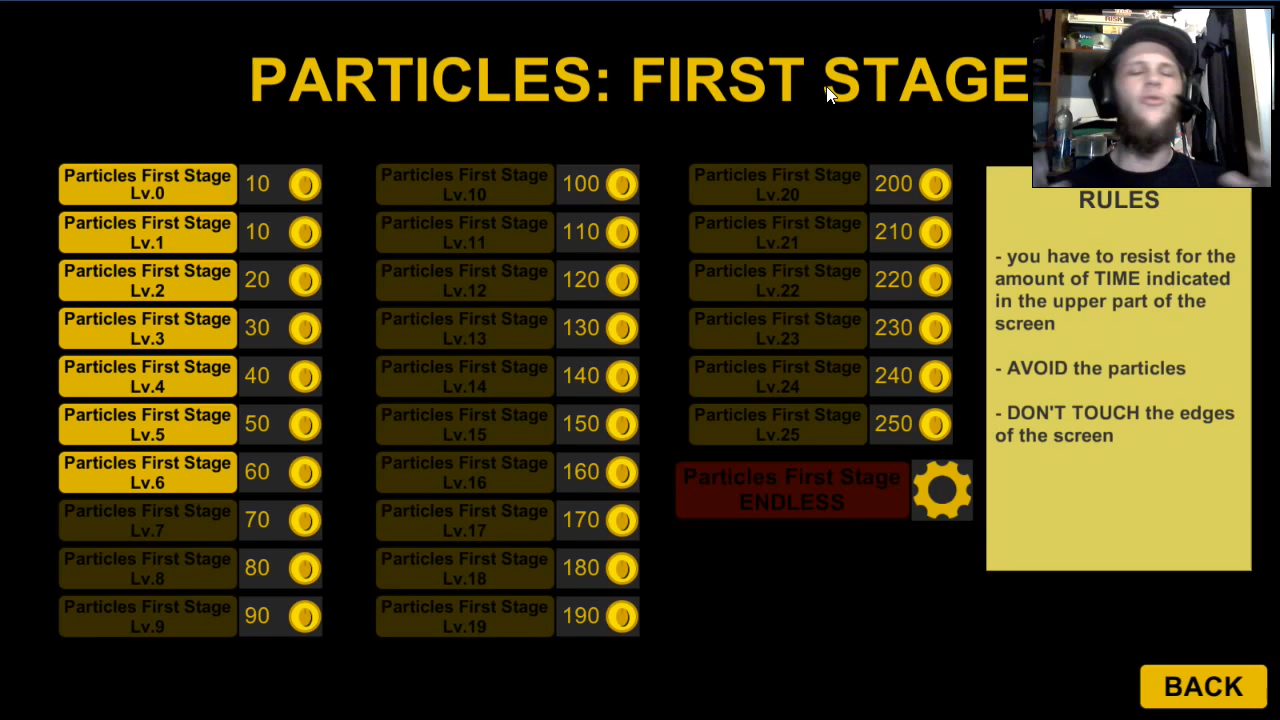 PARTICLES: FIRST STAGE
RISK
Particles First Stage
Lv.0
10
Particles First Stage
Lv.1
10
Particles First Stage
Lv.2
20
Particles First Stage
Lv.3
30
Particles First Stage
Lv.4
40
Particles First Stage
Lv.5
50
Particles First Stage
Lv.6
60
Particles First Stage
Lv.7
70
Particles First Stage
Lv.8
80
Particles First Stage
Lv.9
90
Particles First Stage
Lv.10
100
Particles First Stage
Lv.11
110
Particles First Stage
Lv.12
120
Particles First Stage
Lv.13
130
Particles First Stage
Lv.14
140
Particles First Stage
Lv.15
150
Particles First Stage
Lv.16
160
Particles First Stage
Lv.17
170
Particles First Stage
Lv.18
180
Particles First Stage
Lv.19
190
Particles First Stage
Lv.20
200
Particles First Stage
Lv.21
210
Particles First Stage
Lv.22
220
Particles First Stage
Lv.23
230
Particles First Stage
Lv.24
240
Particles First Stage
Lv.25
250
Particles First Stage
ENDLESS
RULES
- you have to resist for the
amount of TIME indicated
in the upper part of the
screen
- AVOID the particles
- DON'T TOUCH the edges
of the screen
BACK